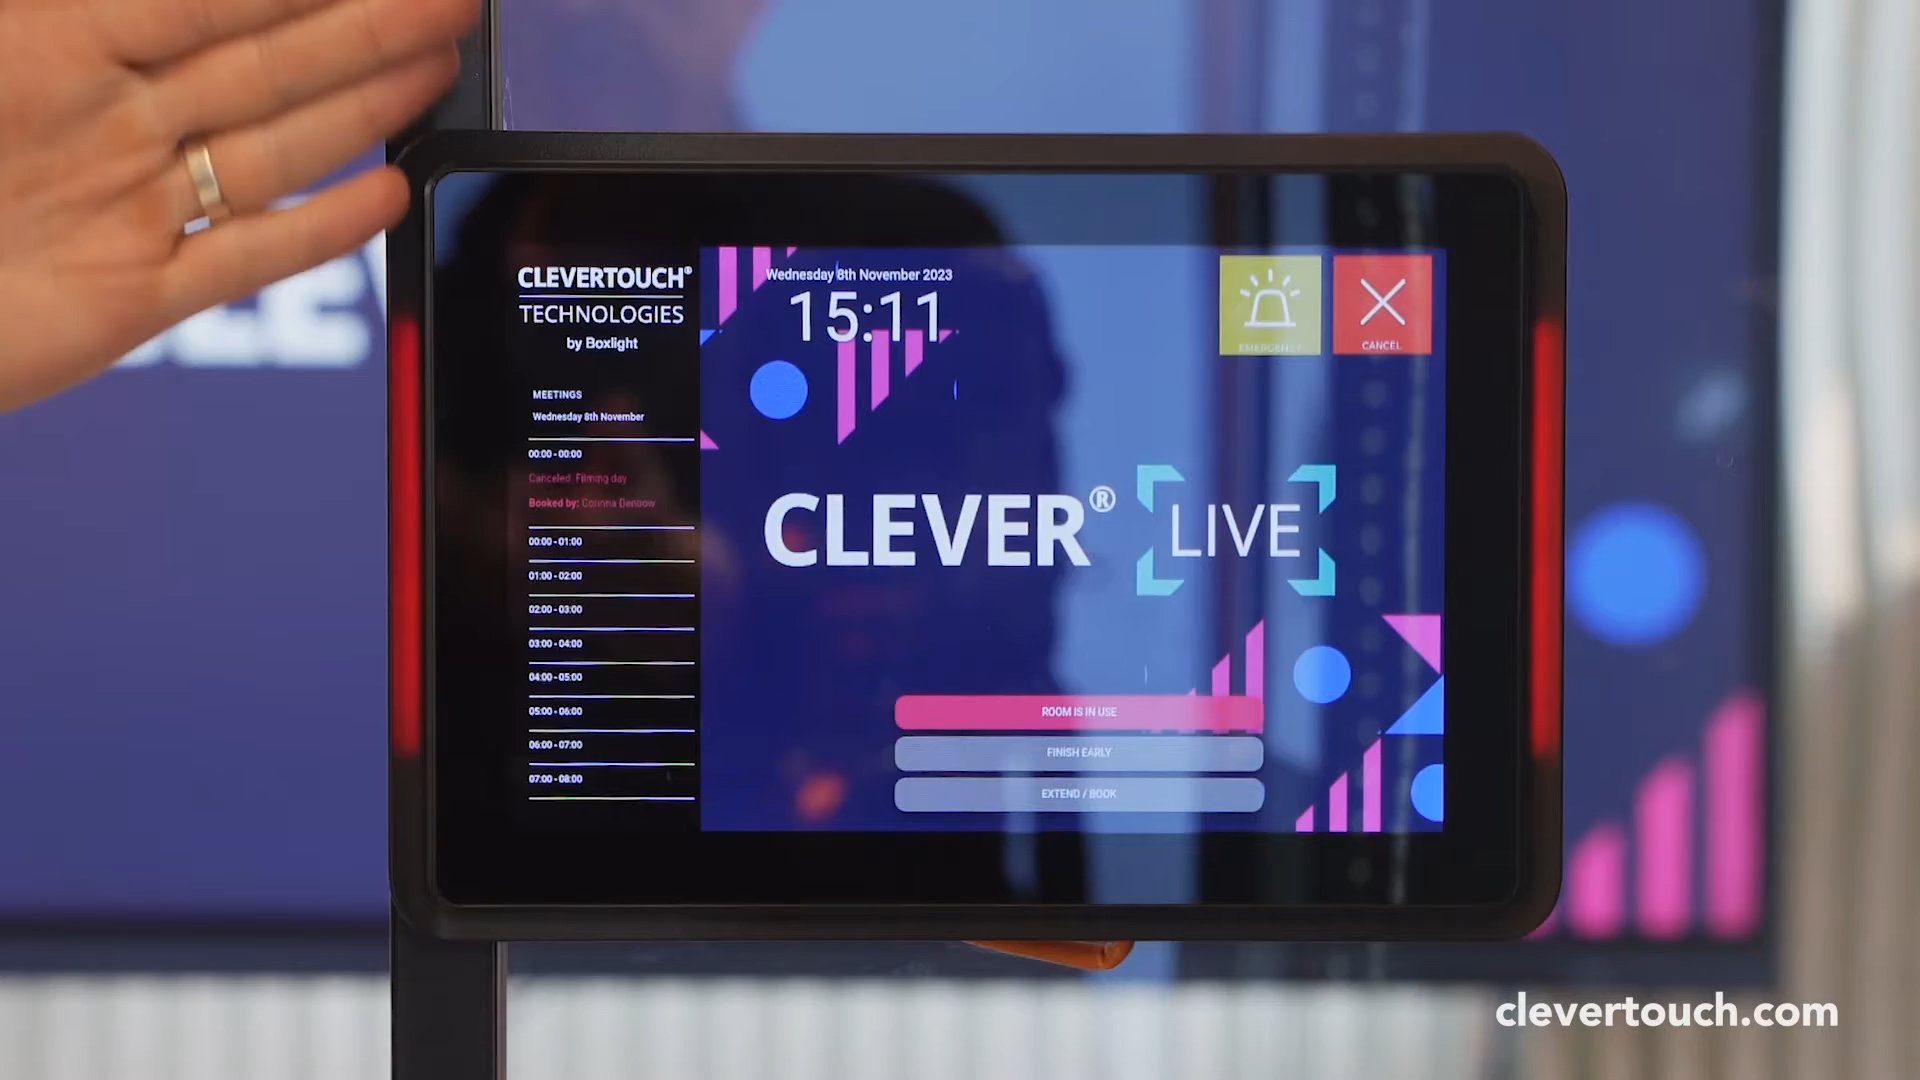 CLEVERTOUCH®
TECHNOLOGIES
by Boxlight
MEETINGS
Wednesday 8th November
00:00 - 00:00
Canceled: Filming day
Booked by: Corinna Denbow
00:00 - 01:00
01:00 - 02:00
02:00 - 03:00
03:00 - 04:00
04:00 - 05:00
05:00 - 06:00
06:00 - 07:00
07:00 - 08:00
Wednesday 8th November 2023
15:11
EMERGENCY
CANCEL
CLEVER® LIVE
ROOM IS IN USE
FINISH EARLY
EXTEND / BOOK
clevertouch.com